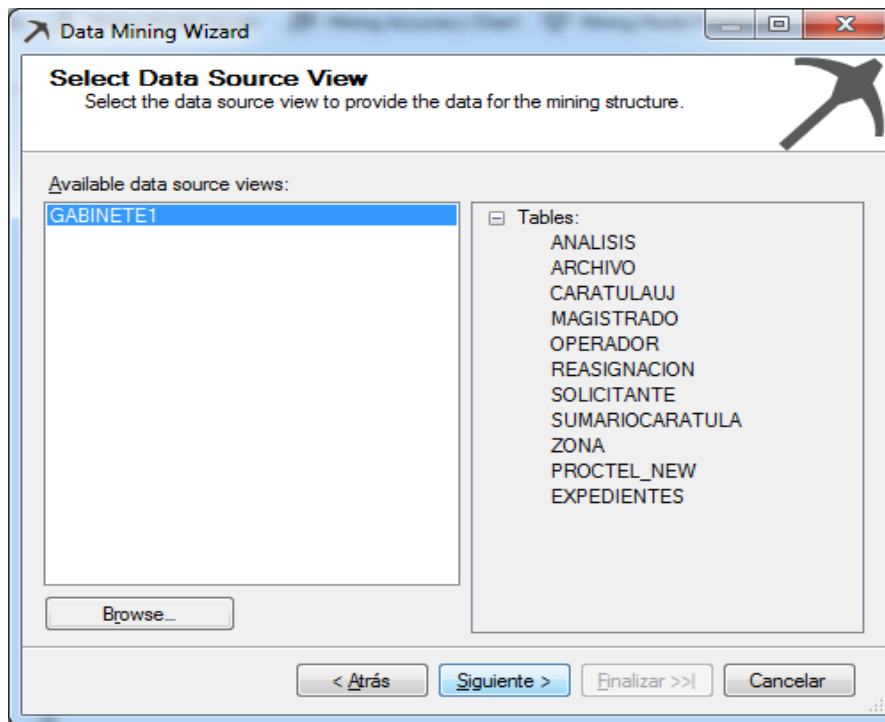 Data Mining Wizard
Select Data Source View
Select the data source view to provide the data for the mining structure.
Available data source views:
GABINETE1
Tables:
ANALISIS
ARCHIVO
CARATULAUJ
MAGISTRADO
OPERADOR
REASIGNACION
SOLICITANTE
SUMARIOCARATULA
ZONA
PROCTEL_NEW
EXPEDIENTES
Browse...
< Atrás
Siguiente >
Finalizar >>|
Cancelar